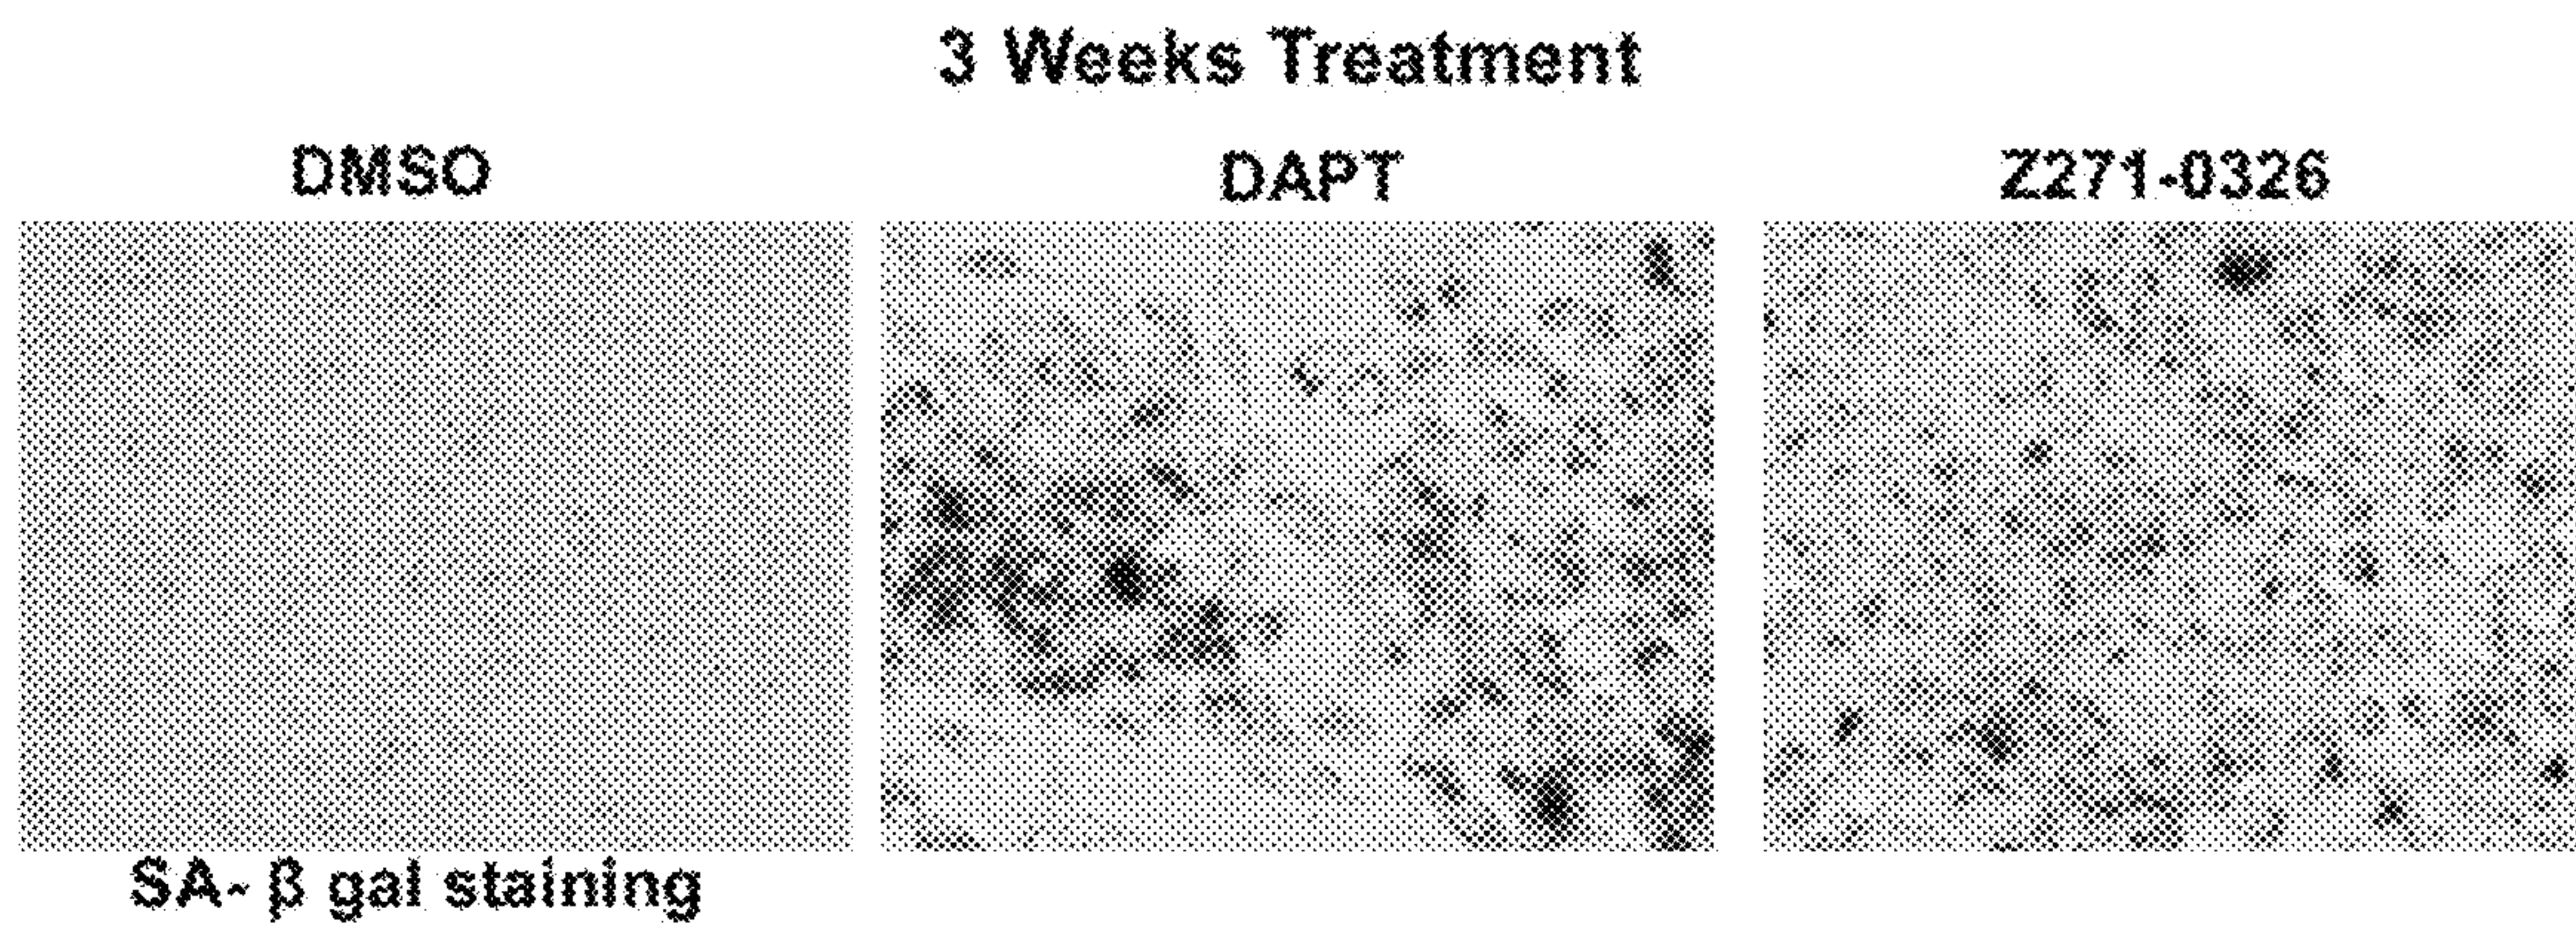 3 Weeks Treatment
DMSO
DAPT
Z271-0326
SA- β gal staining